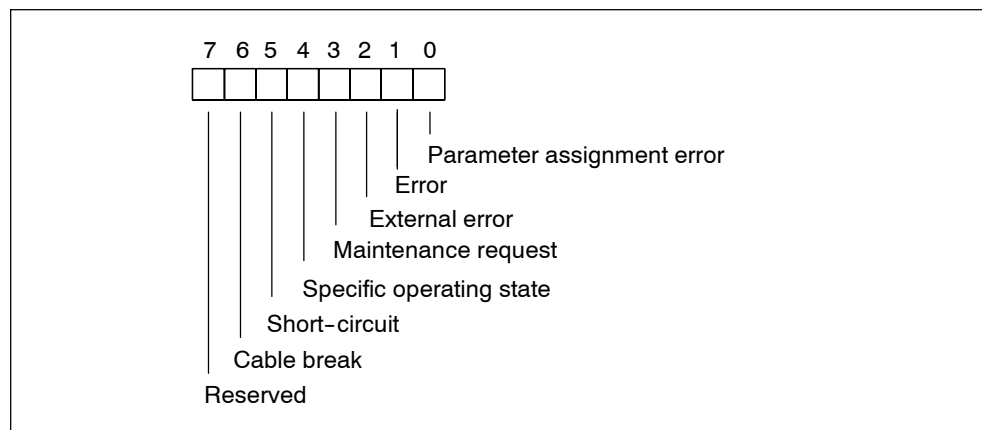 7 6 5 4 3 2 1 0
Parameter assignment error
Error
External error
Maintenance request
Specific operating state
Short-circuit
Cable break
Reserved